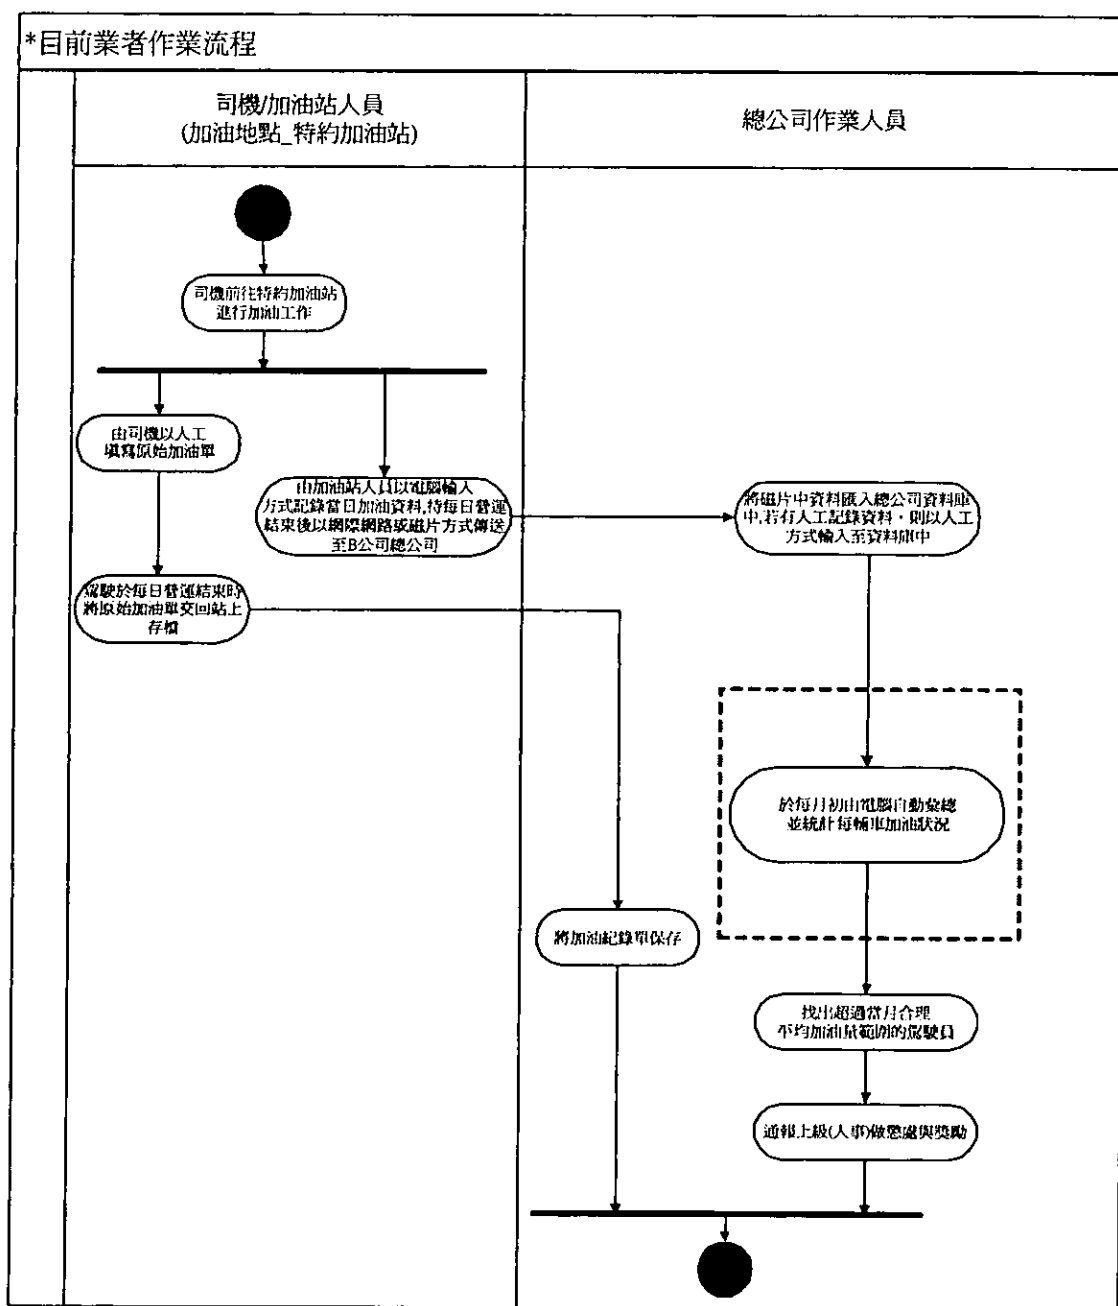 *目前業者作業流程
司機/加油站人員
(加油地點_特約加油站)
總公司作業人員
司機前往特約加油站
進行加油工作
由司機以人工
填寫原始加油單
由加油站人員以電腦輸入
方式記錄當日加油資料,待每日營運
結束後以網際網路或磁片方式傳送
至B公司總公司
將磁片中資料匯入總公司資料庫
中,若有人工記錄資料,則以人工
方式輸入至資料庫中
駕駛於每日營運結束時
將原始加油單交回站上
存檔
於每月初由電腦自動彙總
並統計每輛車加油狀況
將加油紀錄單保存
找出超過當月合理
平均加油量範圍的駕駛員
通報上級(人事)做懲處與獎勵